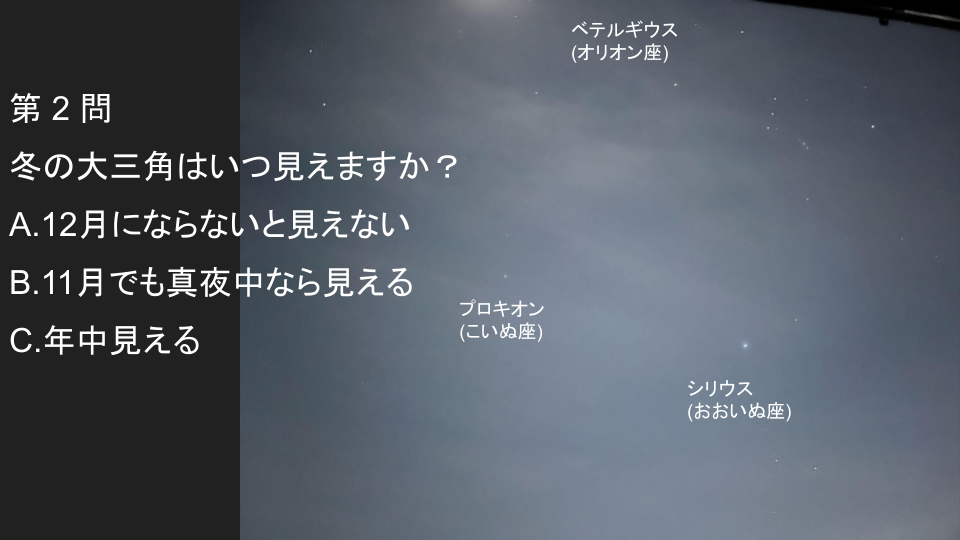 第 2 問
冬の大三角はいつ見えますか？
A.12月にならないと見えない
B.11月でも真夜中なら見える
C.年中見える
ベテルギウス
(オリオン座)
プロキオン
(こいぬ座)
シリウス
(おおいぬ座)